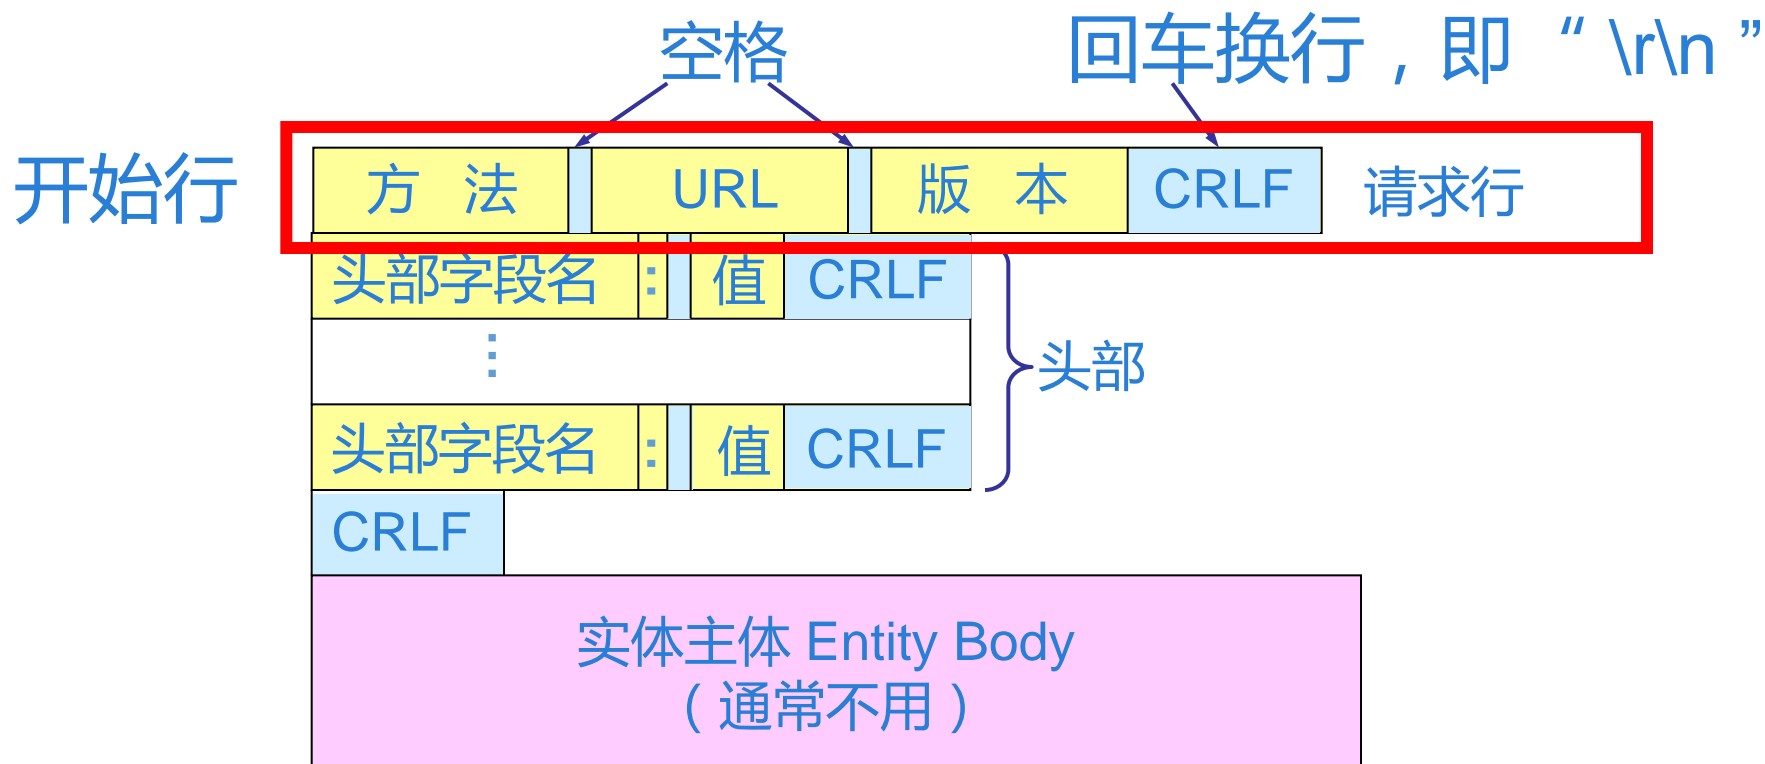 空格
回车换行，即 “ \r\n ”
开始行
方 法 URL 版 本 CRLF 请求行
头部字段名 : 值 CRLF
⋮
头部
头部字段名 : 值 CRLF
CRLF
实体主体 Entity Body
（通常不用）